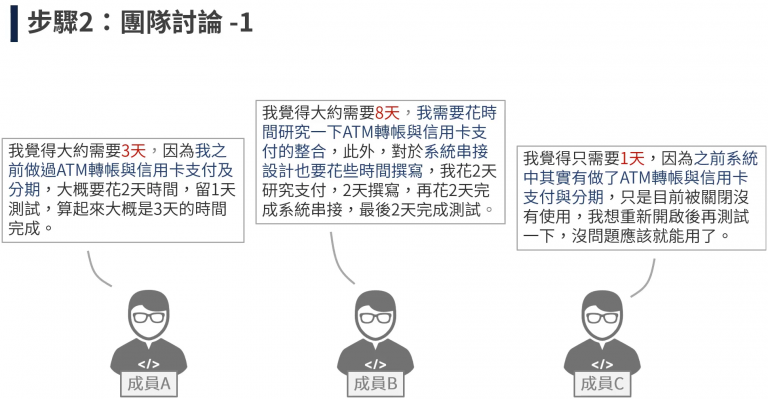 步驟2：團隊討論 -1
我覺得大約需要3天，因為我之
前做過ATM轉帳與信用卡支付及
分期，大概要花2天時間，留1天
測試，算起來大概是3天的時間
完成。
我覺得大約需要8天，我需要花時
間研究一下ATM轉帳與信用卡支
付的整合，此外，對於系統串接
設計也要花些時間撰寫，我花2天
研究支付，2天撰寫，再花2天完
成系統串接，最後2天完成測試。
我覺得只需要1天，因為之前系統
中其實有做了ATM轉帳與信用卡
支付與分期，只是目前被關閉沒
有使用，我想重新開啟後再測試
一下，沒問題應該就能用了。
</>
成員A
</>
成員B
</>
成員C